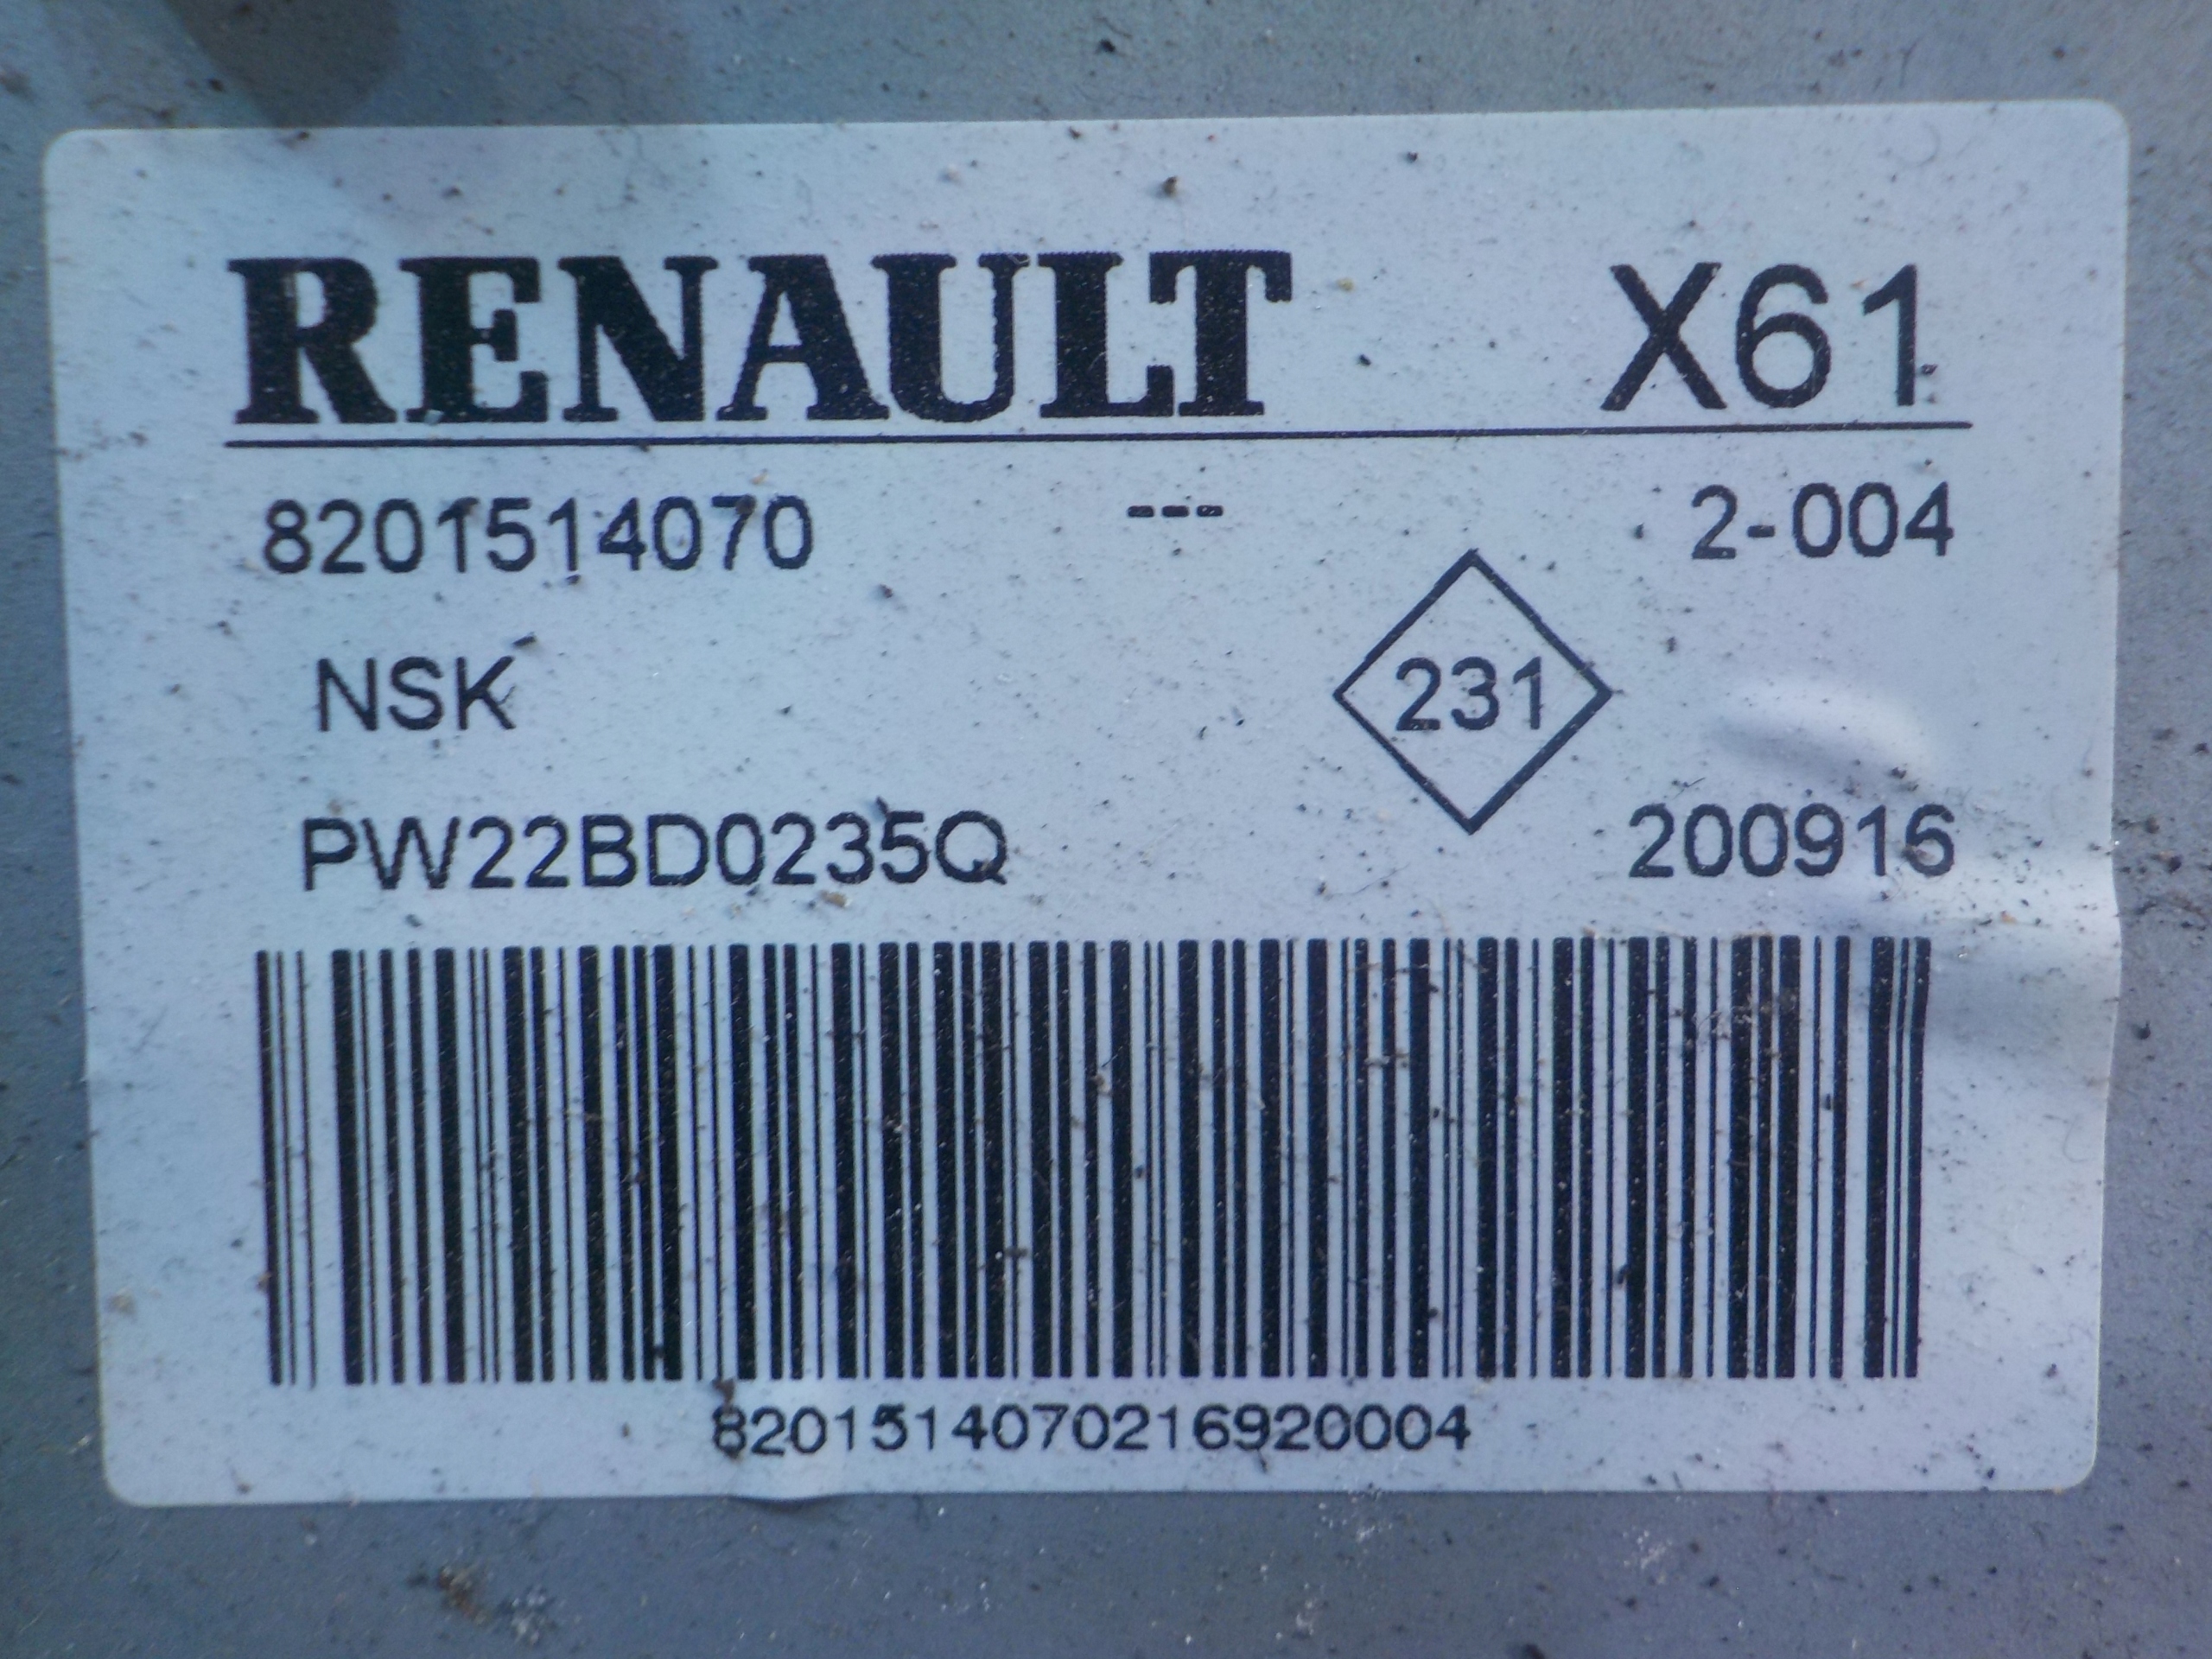 RENAULT X61
8201514070 --- 2-004
NSK 231
PW22BD0235Q 200916
8201514070216920004